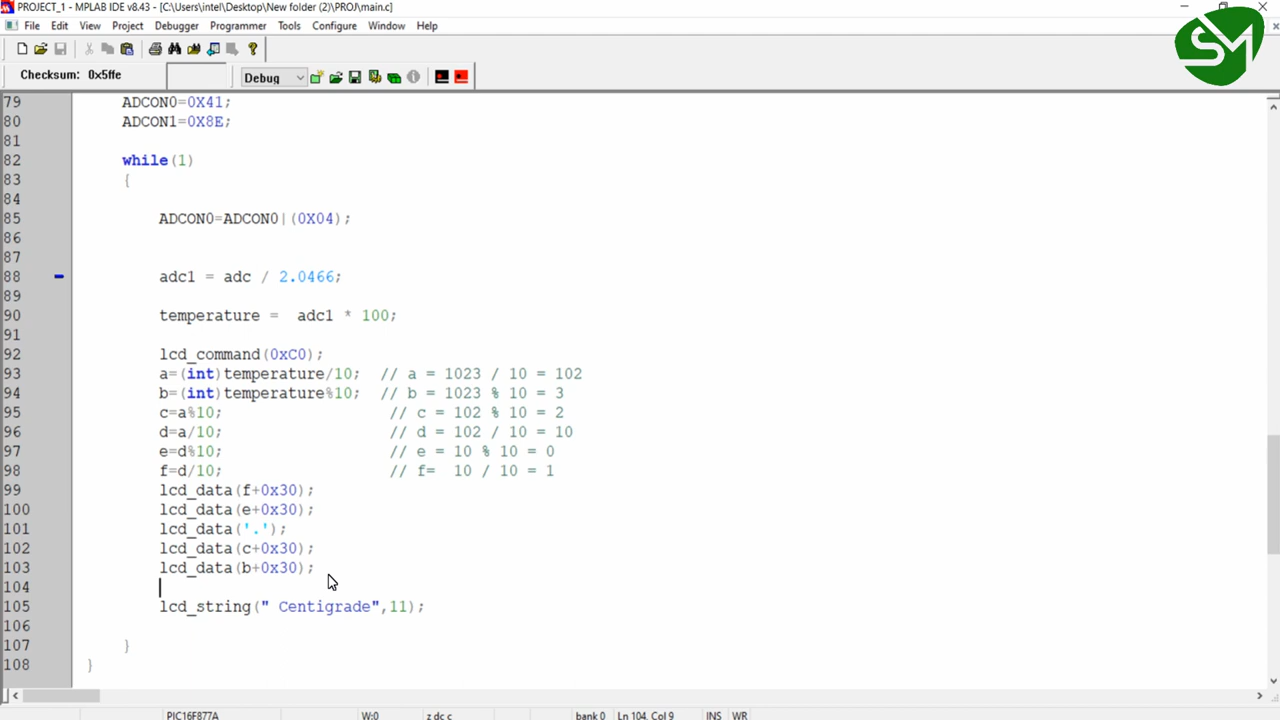 PROJECT_1 - MPLAB IDE v8.43 - [C:\Users\intel\Desktop\New folder (2)\PROJ\main.c]
File Edit View Project Debugger Programmer Tools Configure Window Help
Checksum: 0x5ffe Debug
SM
79 ADCON0=0X41;
80 ADCON1=0X8E;
81
82 while(1)
83 {
84
85 ADCON0=ADCON0|(0X04);
86
87
88 adc1 = adc / 2.0466;
89
90 temperature = adc1 * 100;
91
92 lcd_command(0xC0);
93 a=(int)temperature/10; // a = 1023 / 10 = 102
94 b=(int)temperature%10; // b = 1023 % 10 = 3
95 c=a%10; // c = 102 % 10 = 2
96 d=a/10; // d = 102 / 10 = 10
97 e=d%10; // e = 10 % 10 = 0
98 f=d/10; // f= 10 / 10 = 1
99 lcd_data(f+0x30);
100 lcd_data(e+0x30);
101 lcd_data('.');
102 lcd_data(c+0x30);
103 lcd_data(b+0x30);
104
105 lcd_string(" Centigrade",11);
106
107 }
108 }
PIC16F877A W:0 z dc c bank 0 Ln 104, Col 9 INS WR